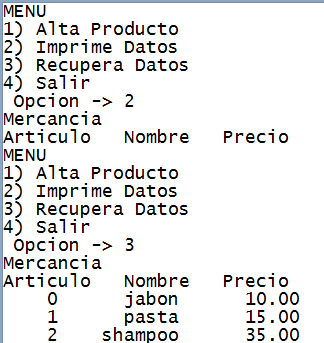 MENU
1) Alta Producto
2) Imprime Datos
3) Recupera Datos
4) Salir
Opcion -> 2
Mercancia
Articulo Nombre Precio
MENU
1) Alta Producto
2) Imprime Datos
3) Recupera Datos
4) Salir
Opcion -> 3
Mercancia
Articulo Nombre Precio
0 jabon 10.00
1 pasta 15.00
2 shampoo 35.00